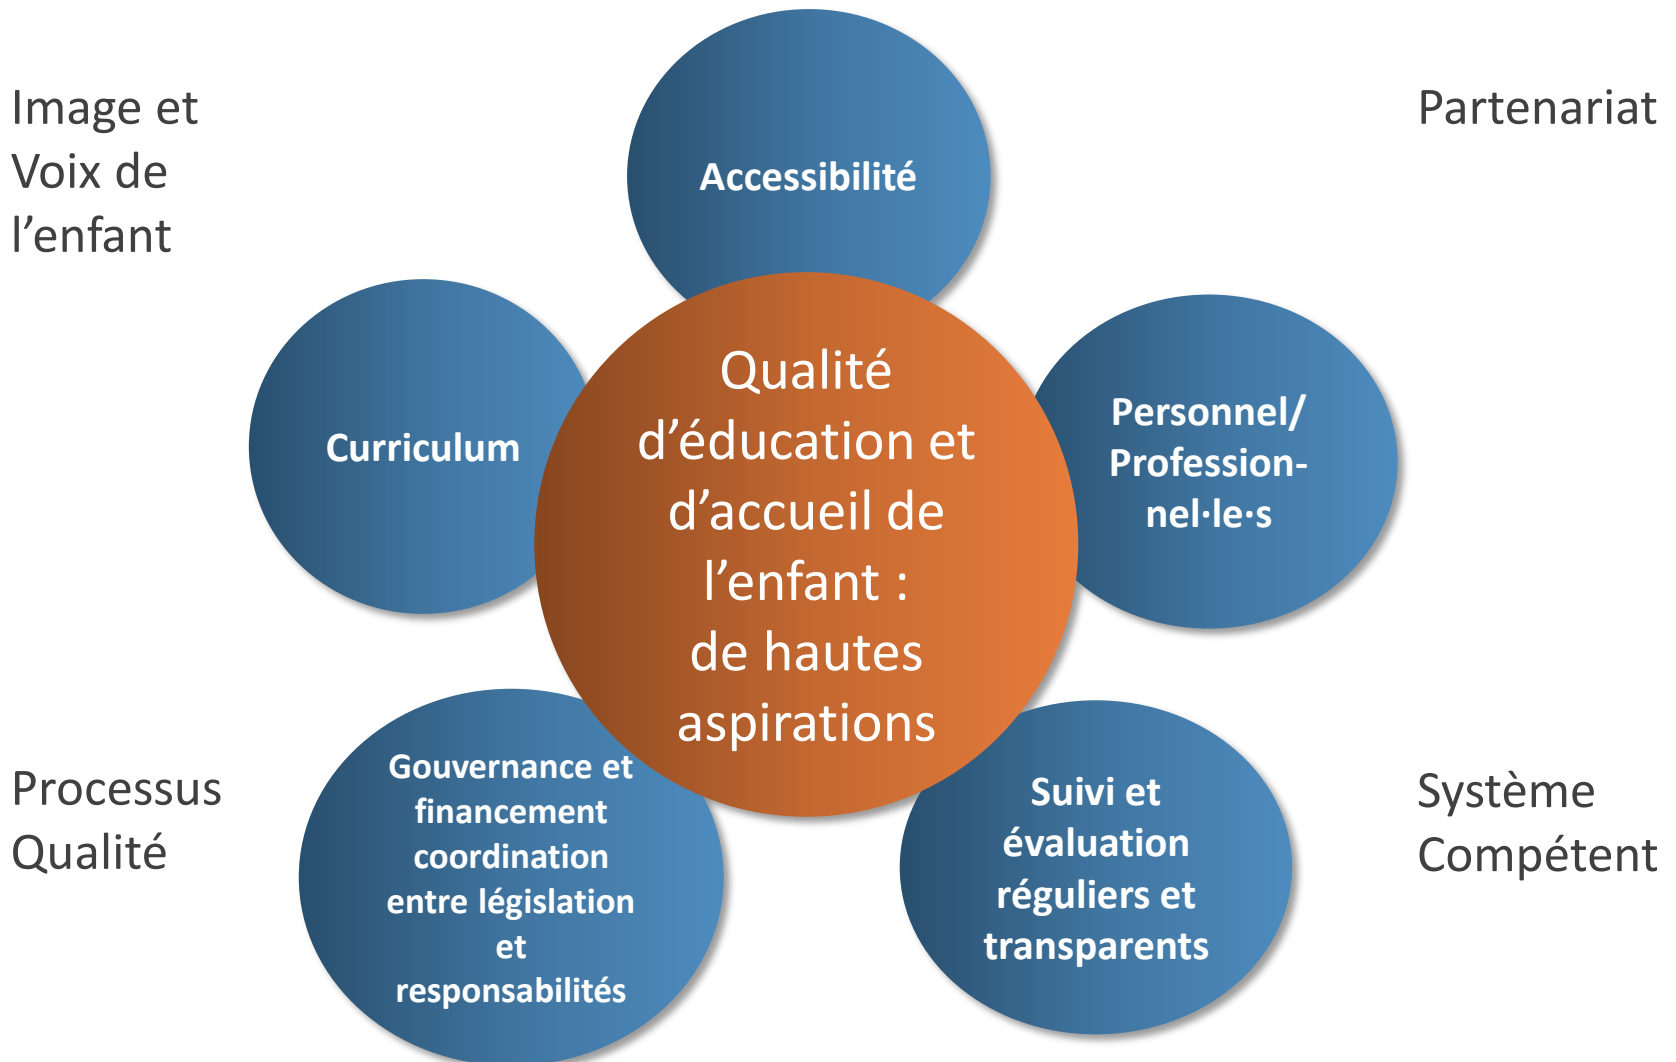 Image et
Voix de
l’enfant
Partenariat
Accessibilité
Curriculum
Qualité
d’éducation et
d’accueil de
l’enfant :
de hautes
aspirations
Personnel/
Profession-
nel·le·s
Processus
Qualité
Gouvernance et
financement
coordination
entre législation
et
responsabilités
Suivi et
évaluation
réguliers et
transparents
Système
Compétent